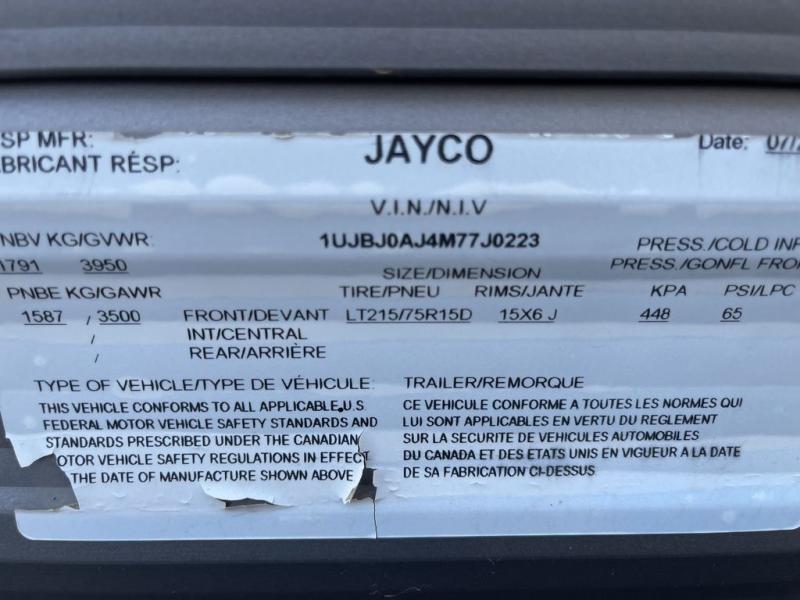 SP MFR: JAYCO Date: 07/
BRICANT RÉSP:
V.I.N./N.I.V
NBV KG/GVWR: 1UJBJ0AJ4M77J0223 PRESS./COLD INF
1791 3950 SIZE/DIMENSION PRESS./GONFL FRO
PNBE KG/GAWR TIRE/PNEU RIMS/JANTE KPA PSI/LPC
1587 / 3500 FRONT/DEVANT LT215/75R15D 15X6 J 448 65
/ INT/CENTRAL
/ REAR/ARRIÈRE
TYPE OF VEHICLE/TYPE DE VÉHICULE: TRAILER/REMORQUE
THIS VEHICLE CONFORMS TO ALL APPLICABLE U.S.
FEDERAL MOTOR VEHICLE SAFETY STANDARDS AND
STANDARDS PRESCRIBED UNDER THE CANADIAN
MOTOR VEHICLE SAFETY REGULATIONS IN EFFECT
THE DATE OF MANUFACTURE SHOWN ABOVE
CE VEHICULE CONFORME A TOUTES LES NORMES QUI
LUI SONT APPLICABLES EN VERTU DU REGLEMENT
SUR LA SECURITE DE VEHICULES AUTOMOBILES
DU CANADA ET DES ETATS UNIS EN VIGUEUR A LA DATE
DE SA FABRICATION CI-DESSUS